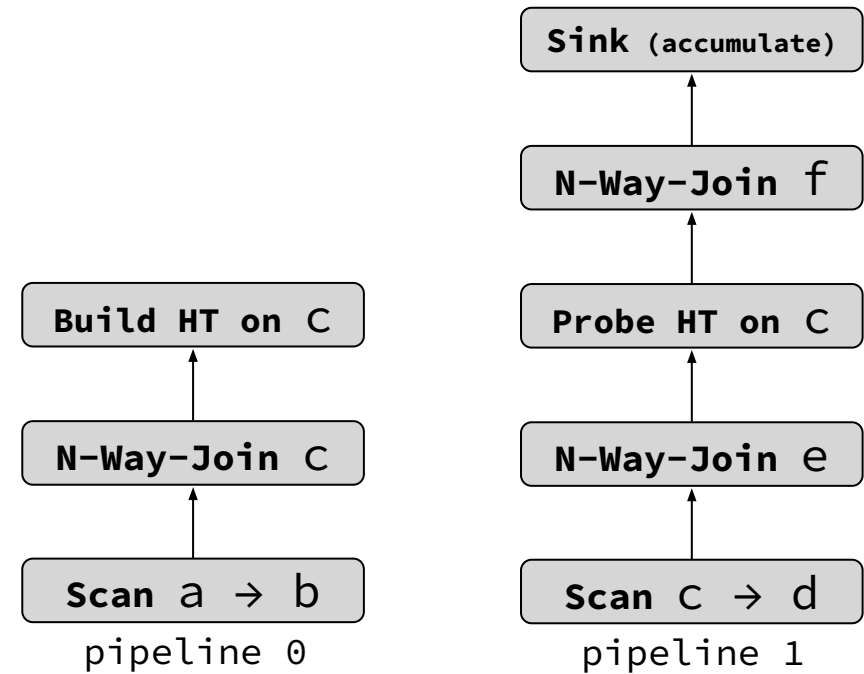 Build HT on c
N-Way-Join c
Scan a → b
pipeline 0
Sink (accumulate)
N-Way-Join f
Probe HT on c
N-Way-Join e
Scan c → d
pipeline 1